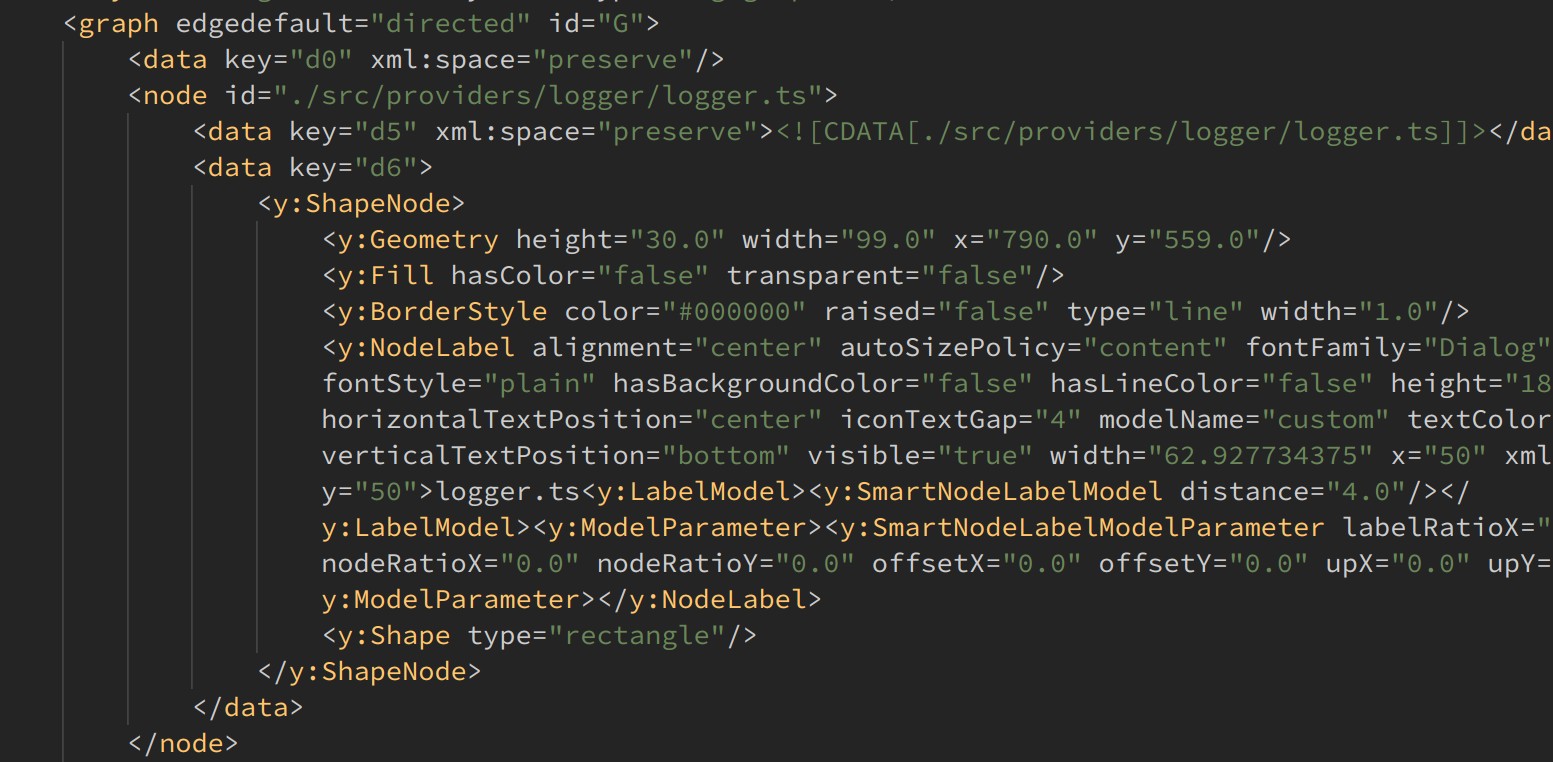 <graph edgedefault="directed" id="G">
<data key="d0" xml:space="preserve"/>
<node id="./src/providers/logger/logger.ts">
<data key="d5" xml:space="preserve"><![CDATA[./src/providers/logger/logger.ts]]></da
<data key="d6">
<y:ShapeNode>
<y:Geometry height="30.0" width="99.0" x="790.0" y="559.0"/>
<y:Fill hasColor="false" transparent="false"/>
<y:BorderStyle color="#000000" raised="false" type="line" width="1.0"/>
<y:NodeLabel alignment="center" autoSizePolicy="content" fontFamily="Dialog"
fontStyle="plain" hasBackgroundColor="false" hasLineColor="false" height="18
horizontalTextPosition="center" iconTextGap="4" modelName="custom" textColor
verticalTextPosition="bottom" visible="true" width="62.927734375" x="50" xml
y="50">logger.ts<y:LabelModel><y:SmartNodeLabelModel distance="4.0"/></
y:LabelModel><y:ModelParameter><y:SmartNodeLabelModelParameter labelRatioX="
nodeRatioX="0.0" nodeRatioY="0.0" offsetX="0.0" offsetY="0.0" upX="0.0" upY=
y:ModelParameter></y:NodeLabel>
<y:Shape type="rectangle"/>
</y:ShapeNode>
</data>
</node>